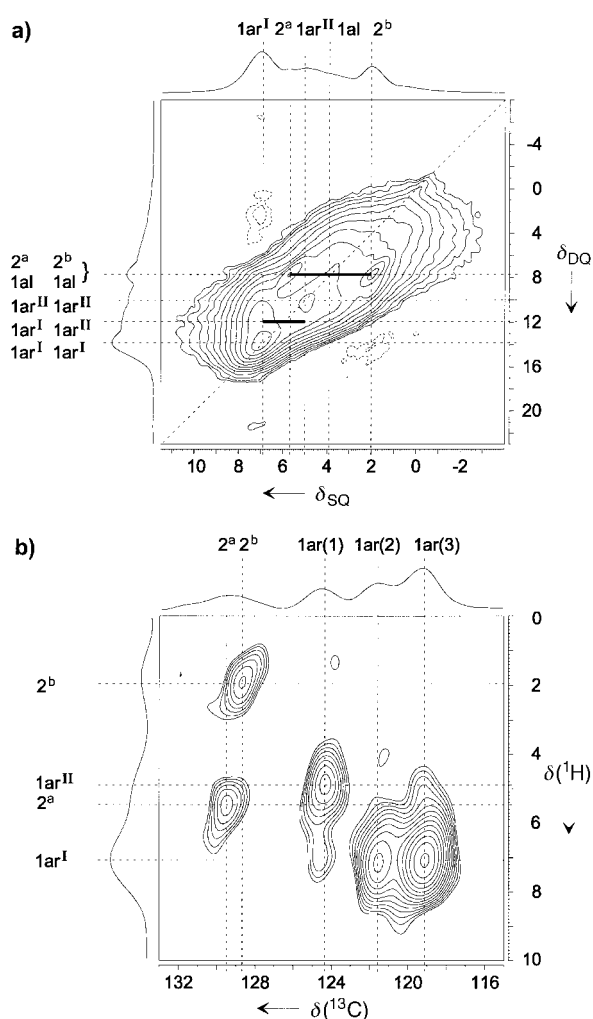 a)
1ar^I 2^a 1ar^II 1al 2^b
-4
0
4
8
12
16
20
δ_DQ
2^a 2^b }
1al 1al
1ar^II 1ar^II
1ar^I 1ar^II
1ar^I 1ar^I
10 8 6 4 2 0 -2
← δ_SQ
b)
2^a 2^b 1ar(1) 1ar(2) 1ar(3)
0
2
4
6
8
10
δ(¹H)
2^b
1ar^II
2^a
1ar^I
132 128 124 120 116
← δ(¹³C)